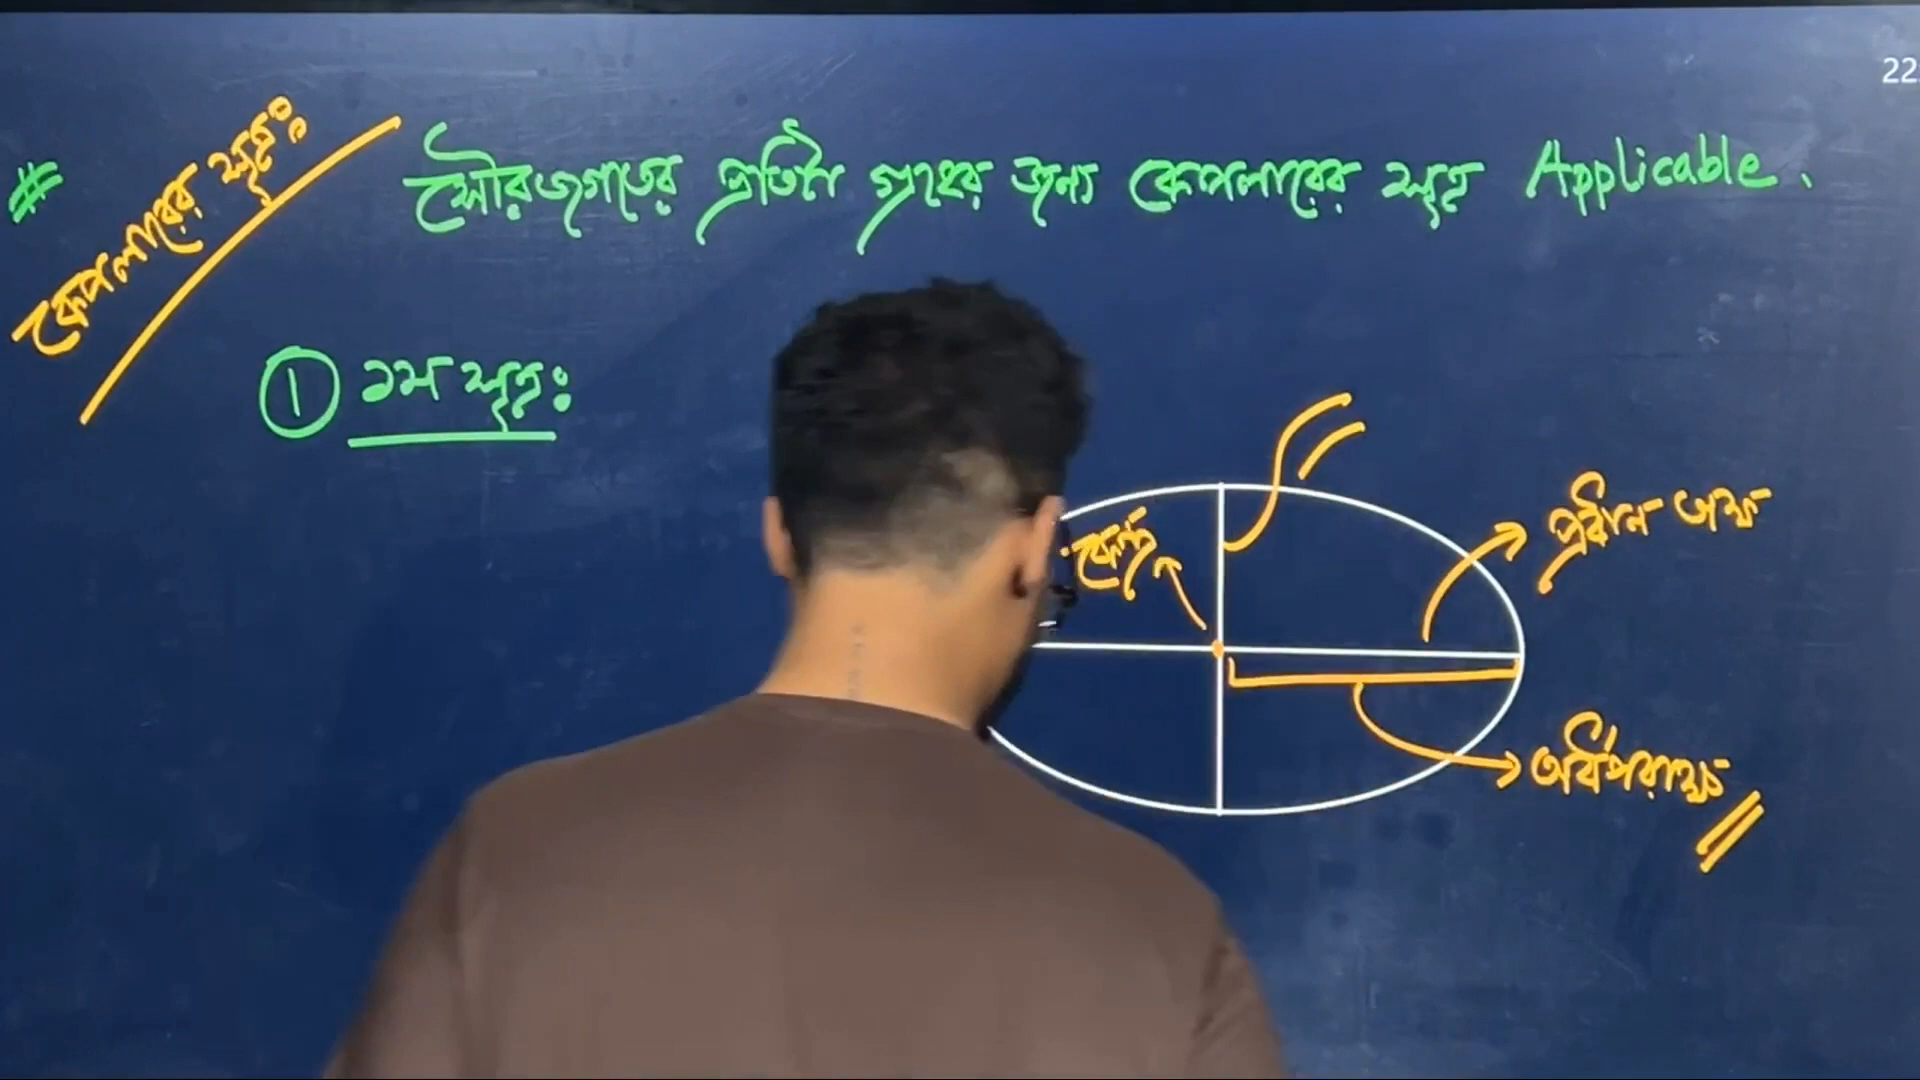 22
# কেপলারের সূত্রঃ
সৌরজগতের প্রতিটা গ্রহের জন্য কেপলারের সূত্র Applicable.
① ১ম সূত্রঃ
কেন্দ্র
প্রধান অক্ষ
অর্ধপরাক্ষ